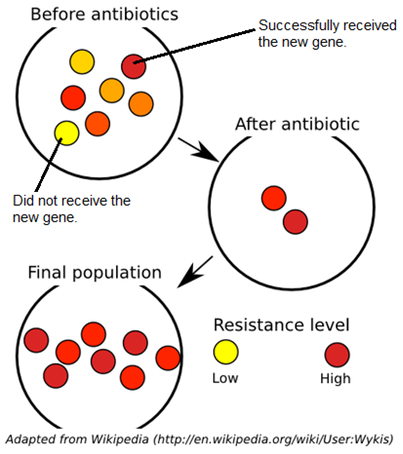 Before antibiotics
Successfully received
the new gene.
After antibiotic
Did not receive the
new gene.
Final population
Resistance level
Low
High
Adapted from Wikipedia (http://en.wikipedia.org/wiki/User:Wykis)